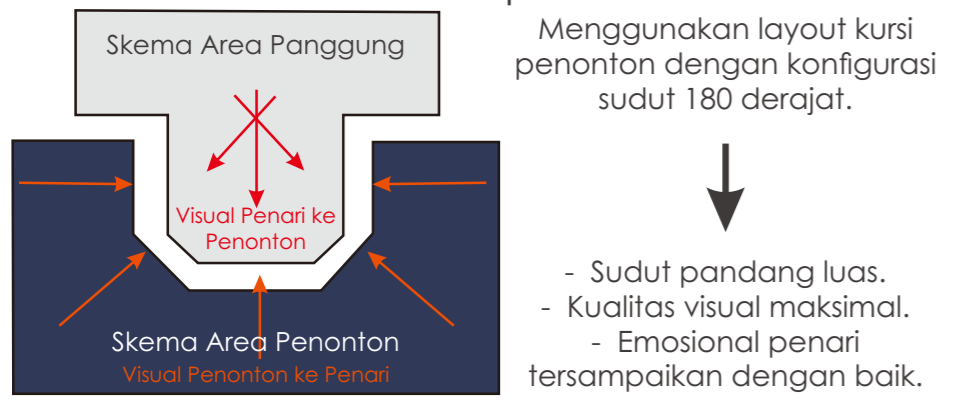 Skema Area Panggung
Visual Penari ke
Penonton
Skema Area Penonton
Visual Penonton ke Penari
Menggunakan layout kursi
penonton dengan konfigurasi
sudut 180 derajat.
- Sudut pandang luas.
- Kualitas visual maksimal.
- Emosional penari
tersampaikan dengan baik.